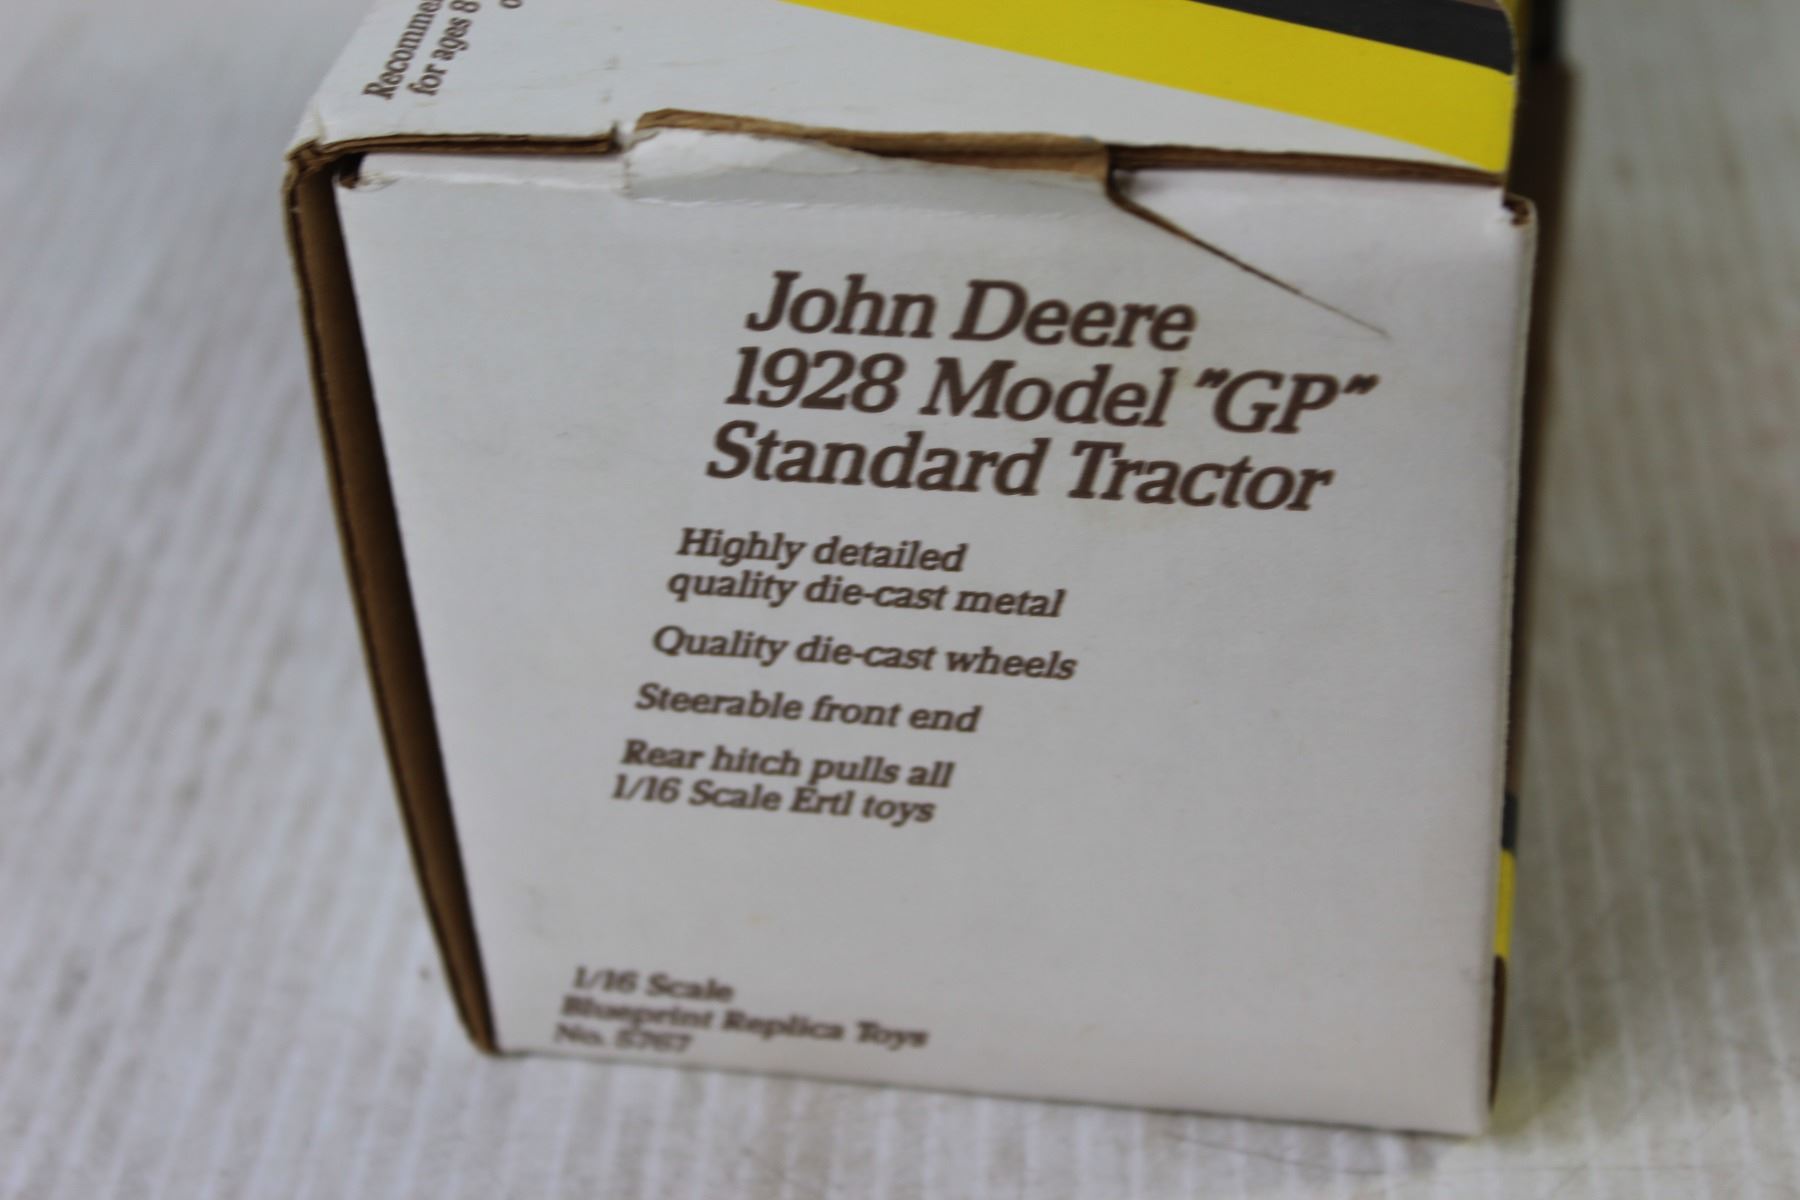 for ages 8
John Deere
1928 Model "GP"
Standard Tractor
Highly detailed
quality die-cast metal
Quality die-cast wheels
Steerable front end
Rear hitch pulls all
1/16 Scale Ertl toys
1/16 Scale
Blueprint Replica Toys
No. 5767